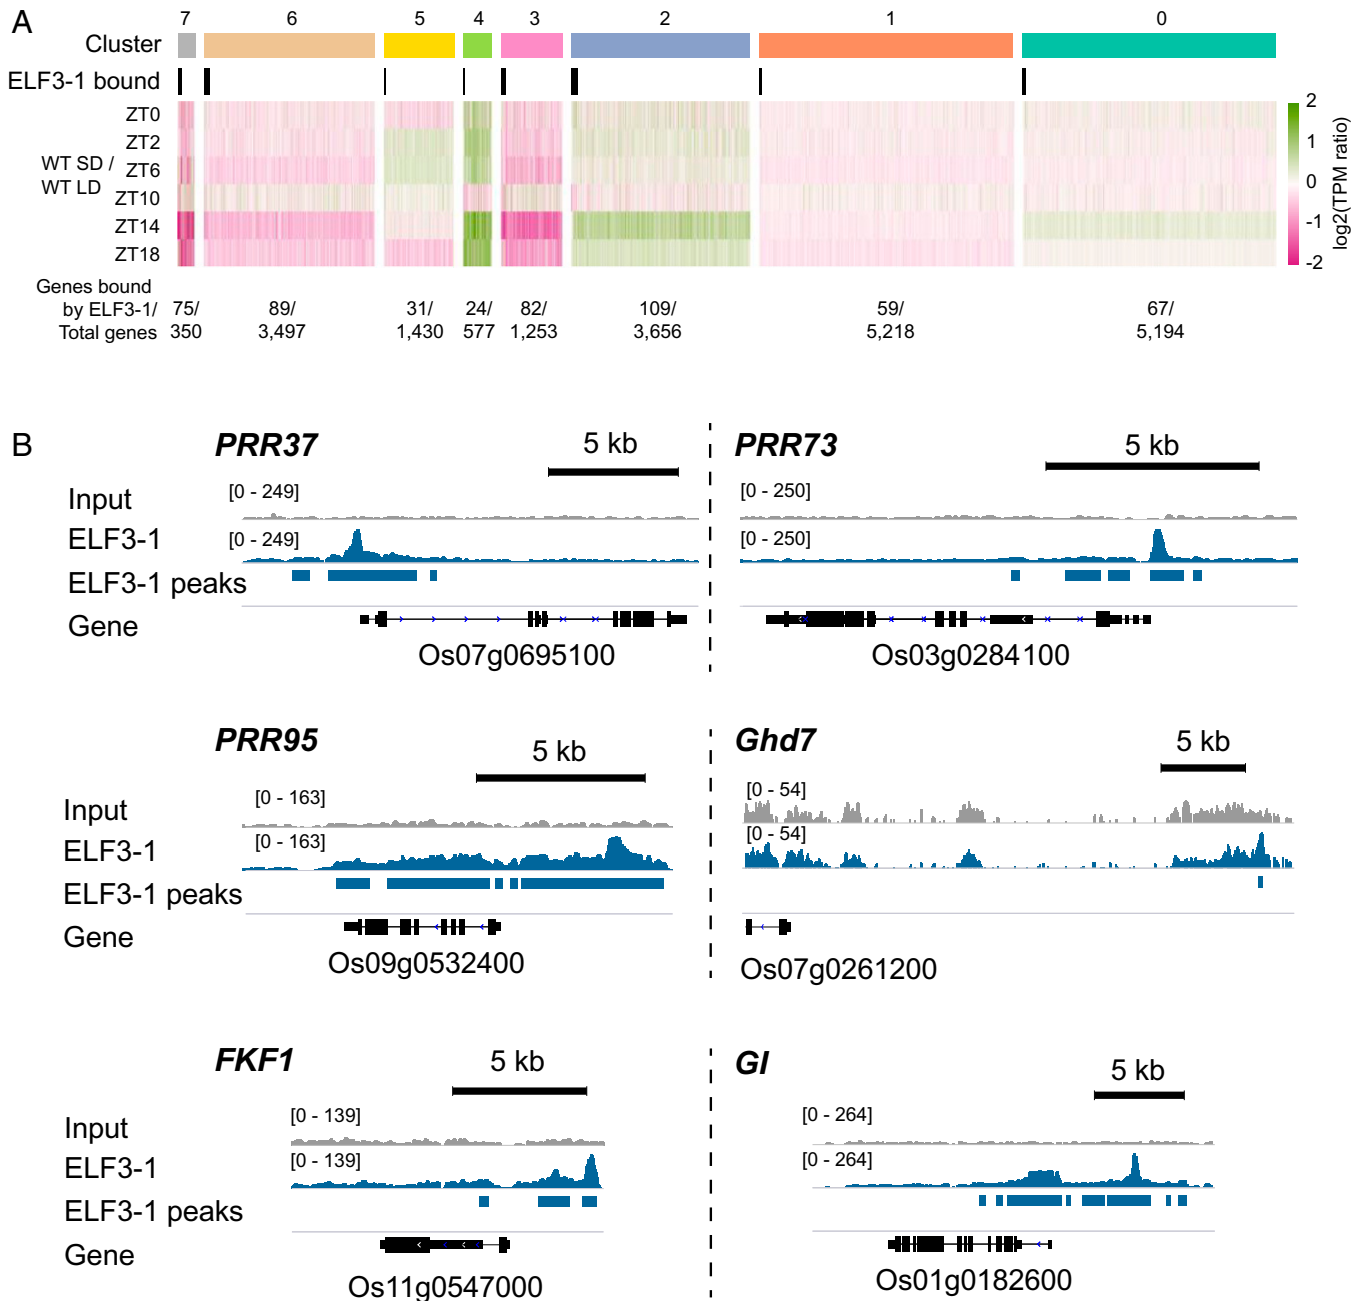 A
7 6 5 4 3 2 1 0
Cluster
ELF3-1 bound
ZT0
ZT2
WT SD /
WT LD
ZT6
ZT10
ZT14
ZT18
2
1
0
-1
-2
log2(TPM ratio)
Genes bound
by ELF3-1/
Total genes
75/ 89/ 31/ 24/ 82/ 109/ 59/ 67/
350 3,497 1,430 577 1,253 3,656 5,218 5,194
B
PRR37
5 kb
Input
[0 - 249]
ELF3-1
[0 - 249]
ELF3-1 peaks
Gene
Os07g0695100
PRR73
5 kb
[0 - 250]
[0 - 250]
Os03g0284100
PRR95
5 kb
Input
[0 - 163]
ELF3-1
[0 - 163]
ELF3-1 peaks
Gene
Os09g0532400
Ghd7
5 kb
[0 - 54]
[0 - 54]
Os07g0261200
FKF1
5 kb
Input
[0 - 139]
ELF3-1
[0 - 139]
ELF3-1 peaks
Gene
Os11g0547000
GI
5 kb
[0 - 264]
[0 - 264]
Os01g0182600